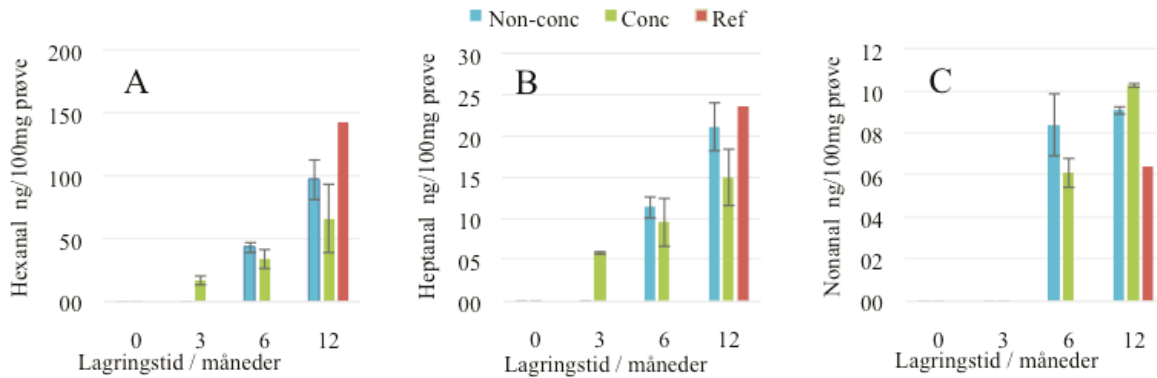 Non-conc Conc Ref
A
Hexanal ng/100mg prøve
200
150
100
50
00
0 3 6 12
Lagringstid / måneder
B
Heptanal ng/100mg prøve
30
25
20
15
10
05
00
0 3 6 12
Lagringstid / måneder
C
Nonanal ng/100mg prøve
12
10
08
06
04
02
00
0 3 6 12
Lagringstid / måneder